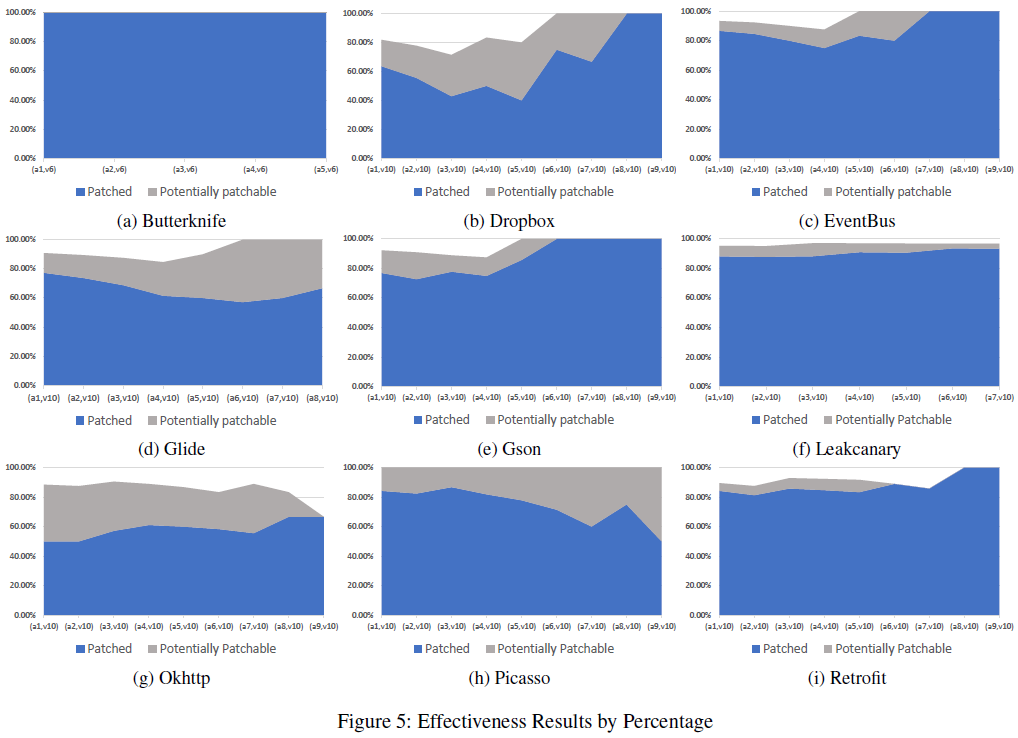 100.00%
80.00%
60.00%
40.00%
20.00%
0.00%
(a1,v6) (a2,v6) (a3,v6) (a4,v6) (a5,v6)
Patched Potentially patchable
(a) Butterknife
100.00%
80.00%
60.00%
40.00%
20.00%
0.00%
(a1,v10) (a2,v10) (a3,v10) (a4,v10) (a5,v10) (a6,v10) (a7,v10) (a8,v10) (a9,v10)
Patched Potentially patchable
(b) Dropbox
100.00%
80.00%
60.00%
40.00%
20.00%
0.00%
(a1,v10) (a2,v10) (a3,v10) (a4,v10) (a5,v10) (a6,v10) (a7,v10) (a8,v10) (a9,v10)
Patched Potentially patchable
(c) EventBus
100.00%
80.00%
60.00%
40.00%
20.00%
0.00%
(a1,v10) (a2,v10) (a3,v10) (a4,v10) (a5,v10) (a6,v10) (a7,v10) (a8,v10)
Patched Potentially Patchable
(d) Glide
100.00%
80.00%
60.00%
40.00%
20.00%
0.00%
(a1,v10) (a2,v10) (a3,v10) (a4,v10) (a5,v10) (a6,v10) (a7,v10) (a8,v10) (a9,v10)
Patched Potentially Patchable
(e) Gson
100.00%
80.00%
60.00%
40.00%
20.00%
0.00%
(a1,v10) (a2,v10) (a3,v10) (a4,v10) (a5,v10) (a6,v10) (a7,v10)
Patched Potentially Patchable
(f) Leakcanary
100.00%
80.00%
60.00%
40.00%
20.00%
0.00%
(a1,v10) (a2,v10) (a3,v10) (a4,v10) (a5,v10) (a6,v10) (a7,v10) (a8,v10) (a9,v10)
Patched Potentially Patchable
(g) Okhttp
100.00%
80.00%
60.00%
40.00%
20.00%
0.00%
(a1,v10) (a2,v10) (a3,v10) (a4,v10) (a5,v10) (a6,v10) (a7,v10) (a8,v10) (a9,v10)
Patched Potentially Patchable
(h) Picasso
100.00%
80.00%
60.00%
40.00%
20.00%
0.00%
(a1,v10) (a2,v10) (a3,v10) (a4,v10) (a5,v10) (a6,v10) (a7,v10) (a8,v10) (a9,v10)
Patched Potentially Patchable
(i) Retrofit
Figure 5: Effectiveness Results by Percentage